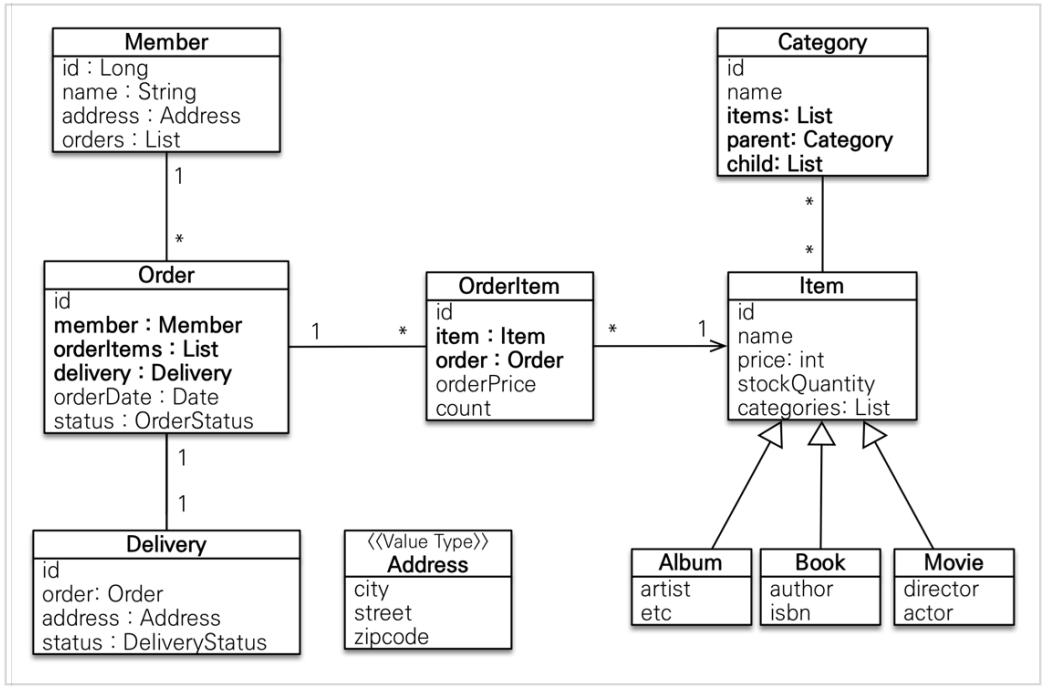 Member
id : Long
name : String
address : Address
orders : List
1
*
Category
id
name
items: List
parent: Category
child: List
*
*
Order
id
member : Member
orderItems : List
delivery : Delivery
orderDate : Date
status : OrderStatus
1
*
OrderItem
id
item : Item
order : Order
orderPrice
count
*
1
Item
id
name
price: int
stockQuantity
categories: List
1
1
Delivery
id
order: Order
address : Address
status : DeliveryStatus
<<Value Type>>
Address
city
street
zipcode
Album
artist
etc
Book
author
isbn
Movie
director
actor